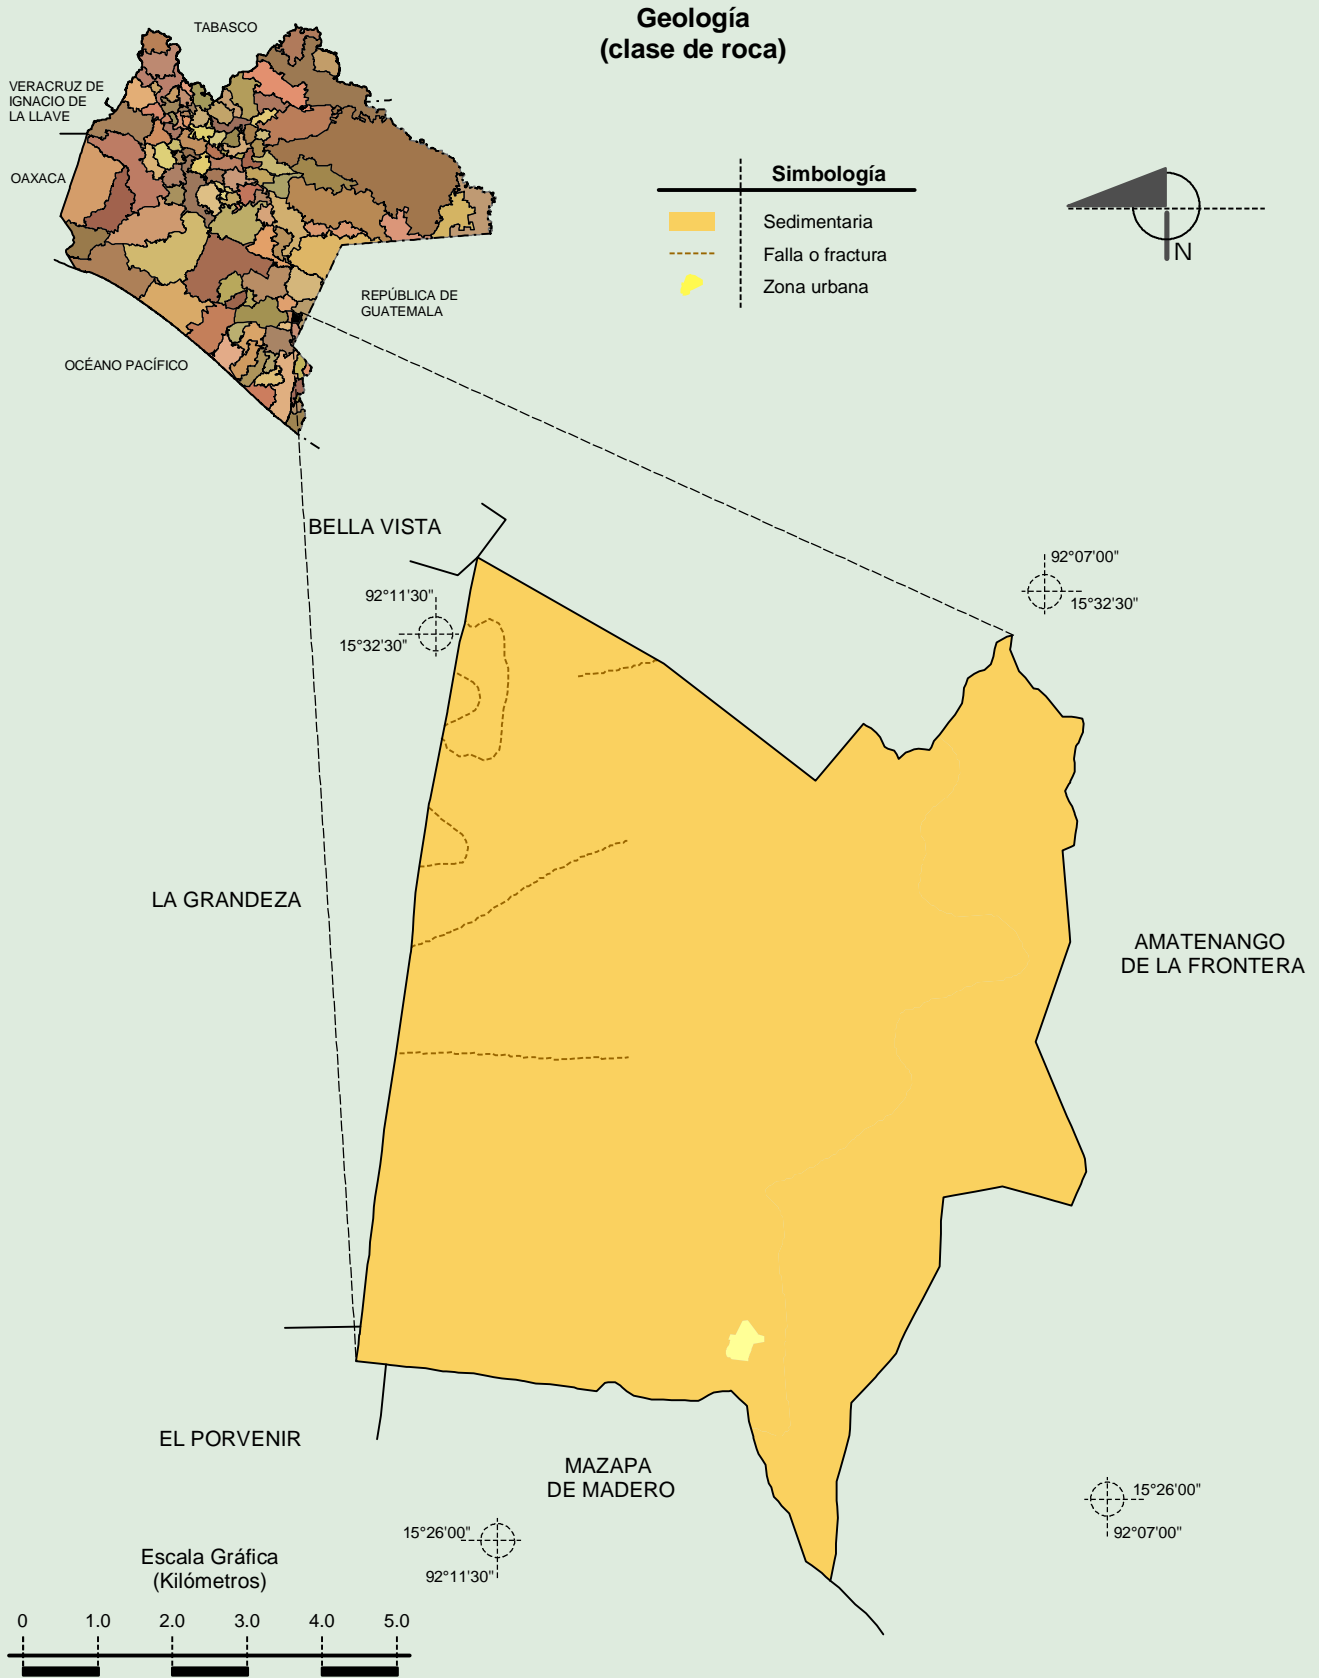 Geología
(clase de roca)
TABASCO
VERACRUZ DE
IGNACIO DE
LA LLAVE
OAXACA
REPÚBLICA DE
GUATEMALA
OCÉANO PACÍFICO
Simbología
Sedimentaria
Falla o fractura
Zona urbana
N
BELLA VISTA
92°11'30"
15°32'30"
92°07'00"
15°32'30"
LA GRANDEZA
AMATENANGO
DE LA FRONTERA
EL PORVENIR
MAZAPA
DE MADERO
15°26'00"
92°11'30"
15°26'00"
92°07'00"
Escala Gráfica
(Kilómetros)
0 1.0 2.0 3.0 4.0 5.0